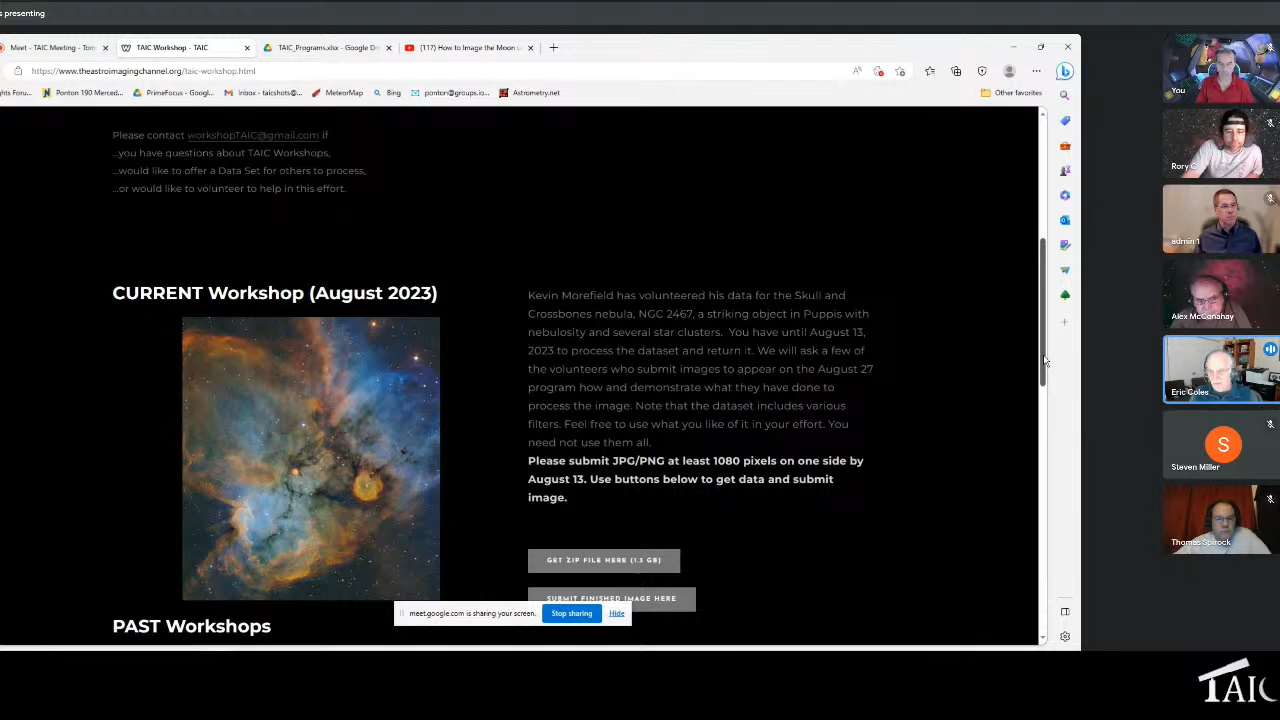 s presenting
Meet - TAIC Meeting - Tom
TAIC Workshop - TAIC
TAIC_Programs.xlsx - Google Dri
(117) How to Image the Moon u
https://www.theastroimagingchannel.org/taic-workshop.html
ghts Foru...
Ponton 190 Merced...
PrimeFocus - Googl...
Inbox - taicshots@...
MeteorMap
Bing
ponton@groups.io...
Astrometry.net
Other favorites
Please contact workshopTAIC@gmail.com if
...you have questions about TAIC Workshops,
...would like to offer a Data Set for others to process,
...or would like to volunteer to help in this effort.
CURRENT Workshop (August 2023)
Kevin Morefield has volunteered his data for the Skull and
Crossbones nebula, NGC 2467, a striking object in Puppis with
nebulosity and several star clusters. You have until August 13,
2023 to process the dataset and return it. We will ask a few of
the volunteers who submit images to appear on the August 27
program how and demonstrate what they have done to
process the image. Note that the dataset includes various
filters. Feel free to use what you like of it in your effort. You
need not use them all.
Please submit JPG/PNG at least 1080 pixels on one side by
August 13. Use buttons below to get data and submit
image.
GET ZIP FILE HERE (1.3 GB)
SUBMIT FINISHED IMAGE HERE
meet.google.com is sharing your screen.
Stop sharing
Hide
PAST Workshops
You
Rory C
admin 1
Alex McConahay
Eric Coles
S
Steven Miller
Thomas Spirock
TAIC